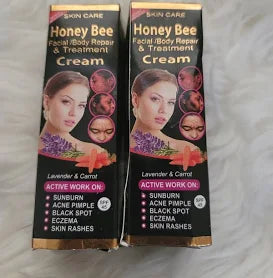 SKIN CARE
Honey Bee
Facial /Body Repair
& Treatment
Cream
Lavender & Carrot
ACTIVE WORK ON:
SUNBURN
ACNE PIMPLE
BLACK SPOT
ECZEMA
SKIN RASHES
SPF
SKIN CARE
Honey Bee
Facial /Body Repair
& Treatment
Cream
Lavender & Carrot
ACTIVE WORK ON:
SUNBURN
ACNE PIMPLE
BLACK SPOT
ECZEMA
SKIN RASHES
SPF